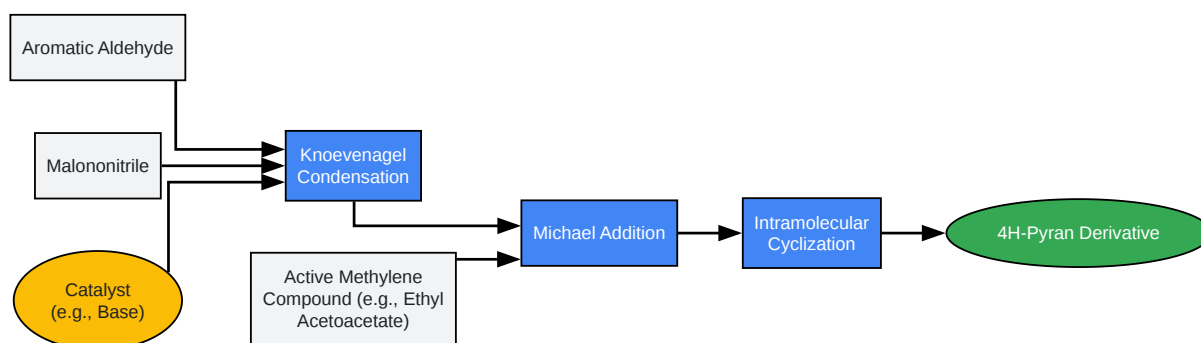 Aromatic Aldehyde
Malononitrile
Catalyst
(e.g., Base)
Knoevenagel
Condensation
Active Methylene
Compound (e.g., Ethyl
Acetoacetate)
Michael Addition
Intramolecular
Cyclization
4H-Pyran Derivative